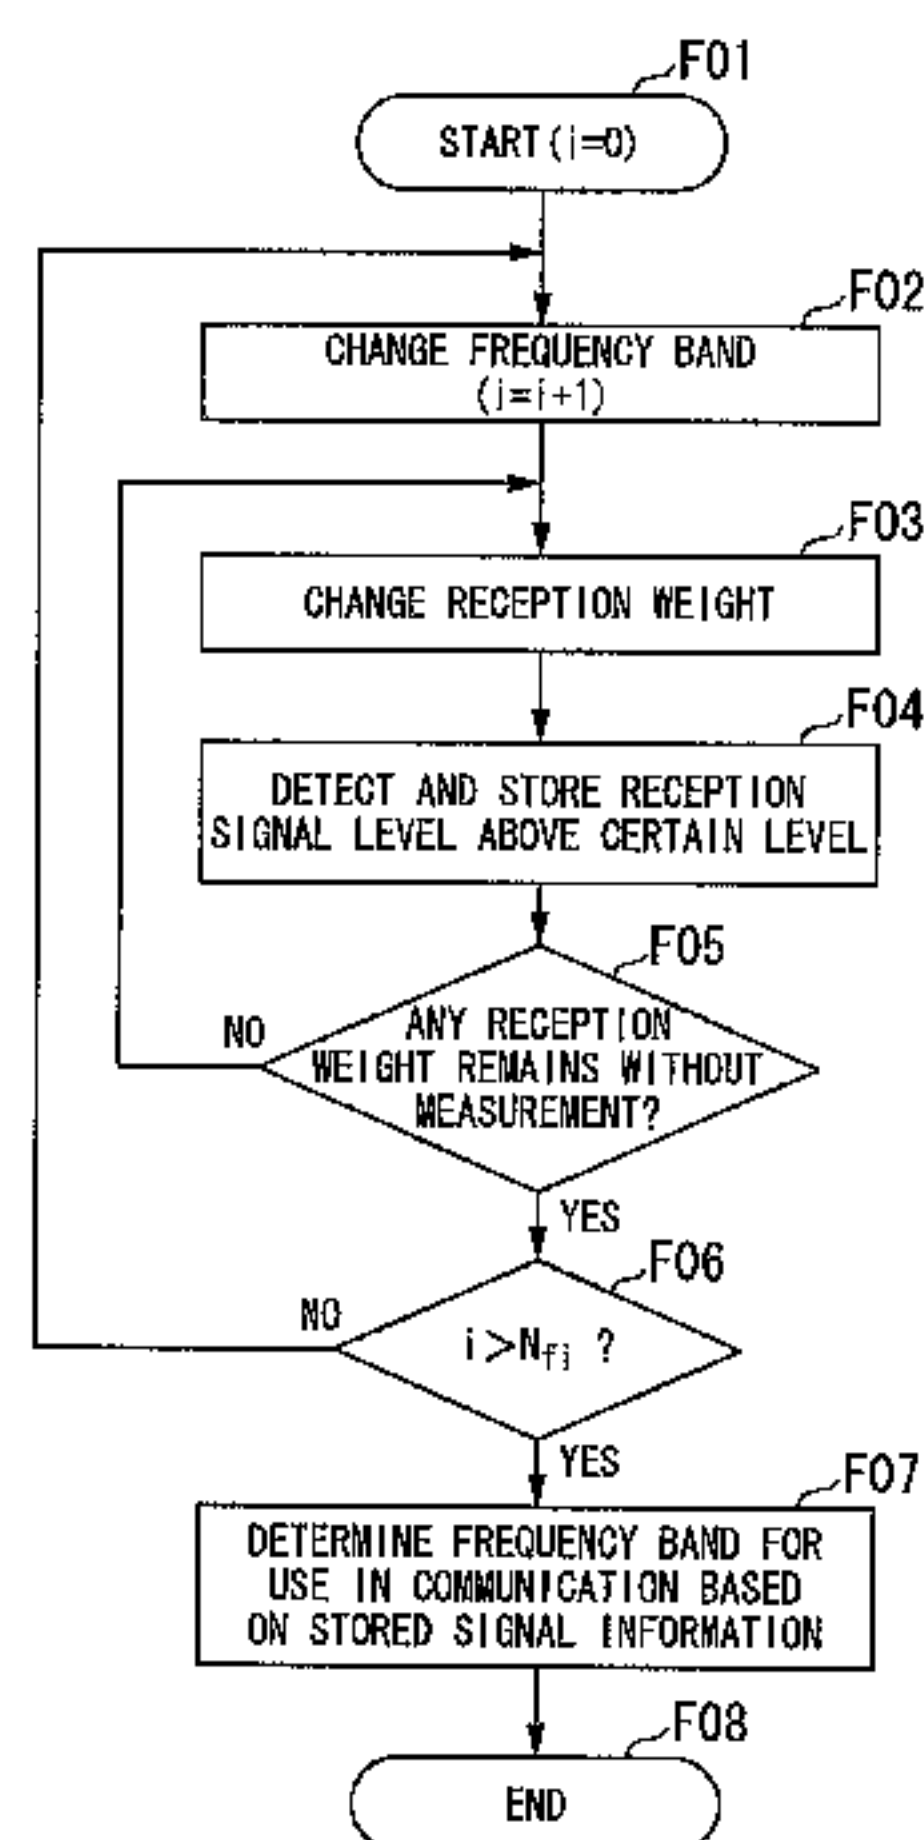 F01
START(i=0)
F02
CHANGE FREQUENCY BAND
(i=i+1)
F03
CHANGE RECEPTION WEIGHT
F04
DETECT AND STORE RECEPTION
SIGNAL LEVEL ABOVE CERTAIN LEVEL
F05
NO
ANY RECEPTION
WEIGHT REMAINS WITHOUT
MEASUREMENT?
YES
F06
NO
i>Nfi ?
YES
F07
DETERMINE FREQUENCY BAND FOR
USE IN COMMUNICATION BASED
ON STORED SIGNAL INFORMATION
F08
END